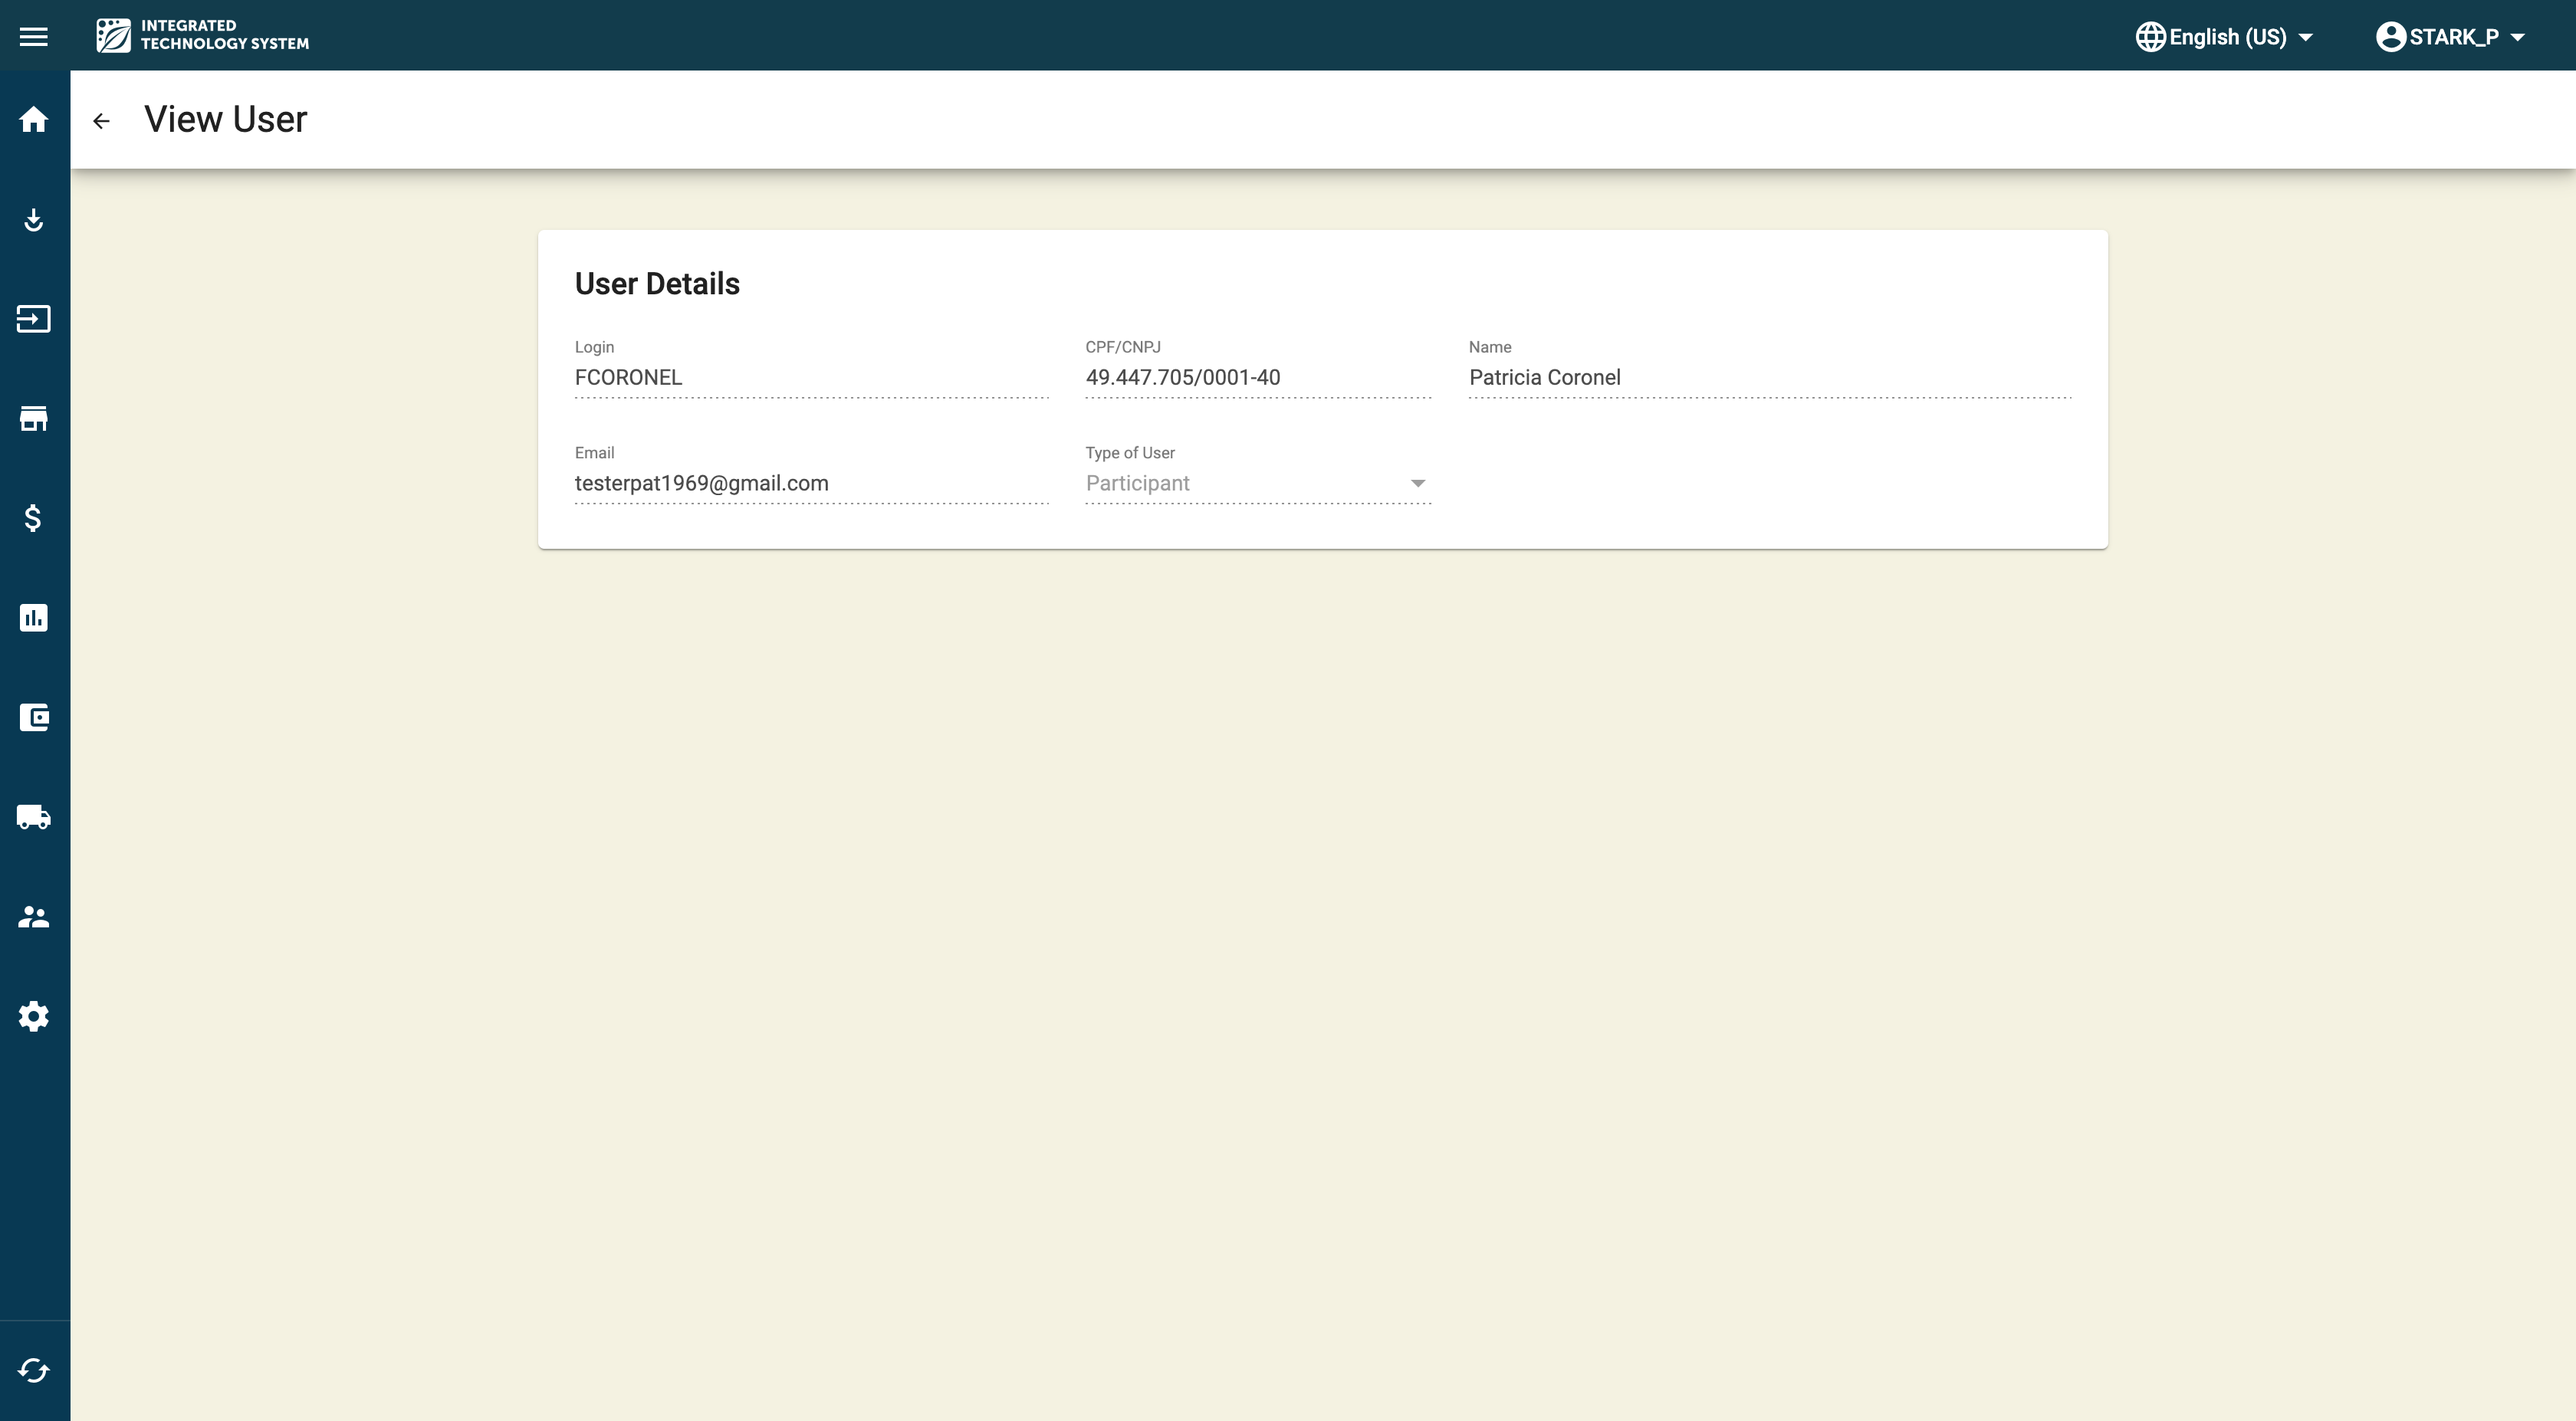 INTEGRATED
TECHNOLOGY SYSTEM
English (US)
STARK_P
View User
User Details
Login
CPF/CNPJ
Name
FCORONEL
49.447.705/0001-40
Patricia Coronel
Email
Type of User
testerpat1969@gmail.com
Participant